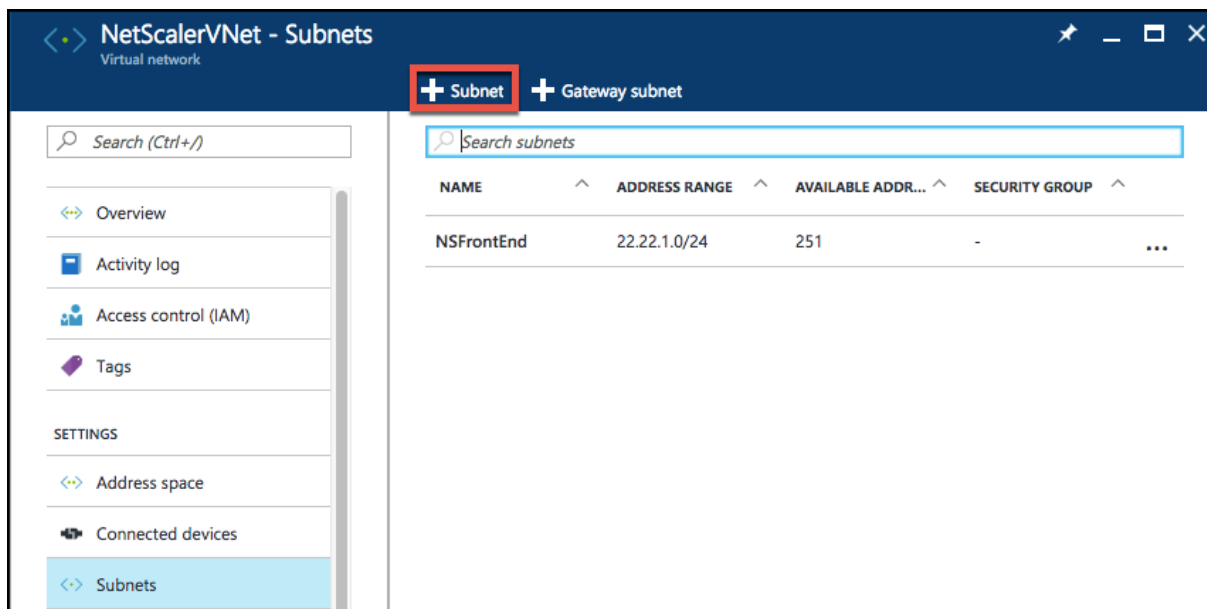 NetScalerVNet - Subnets
Virtual network
Subnet Gateway subnet
Search (Ctrl+/)
Overview
Activity log
Access control (IAM)
Tags
SETTINGS
Address space
Connected devices
Subnets
Search subnets
NAME ADDRESS RANGE AVAILABLE ADDR... SECURITY GROUP
NSFrontEnd 22.22.1.0/24 251 - ...